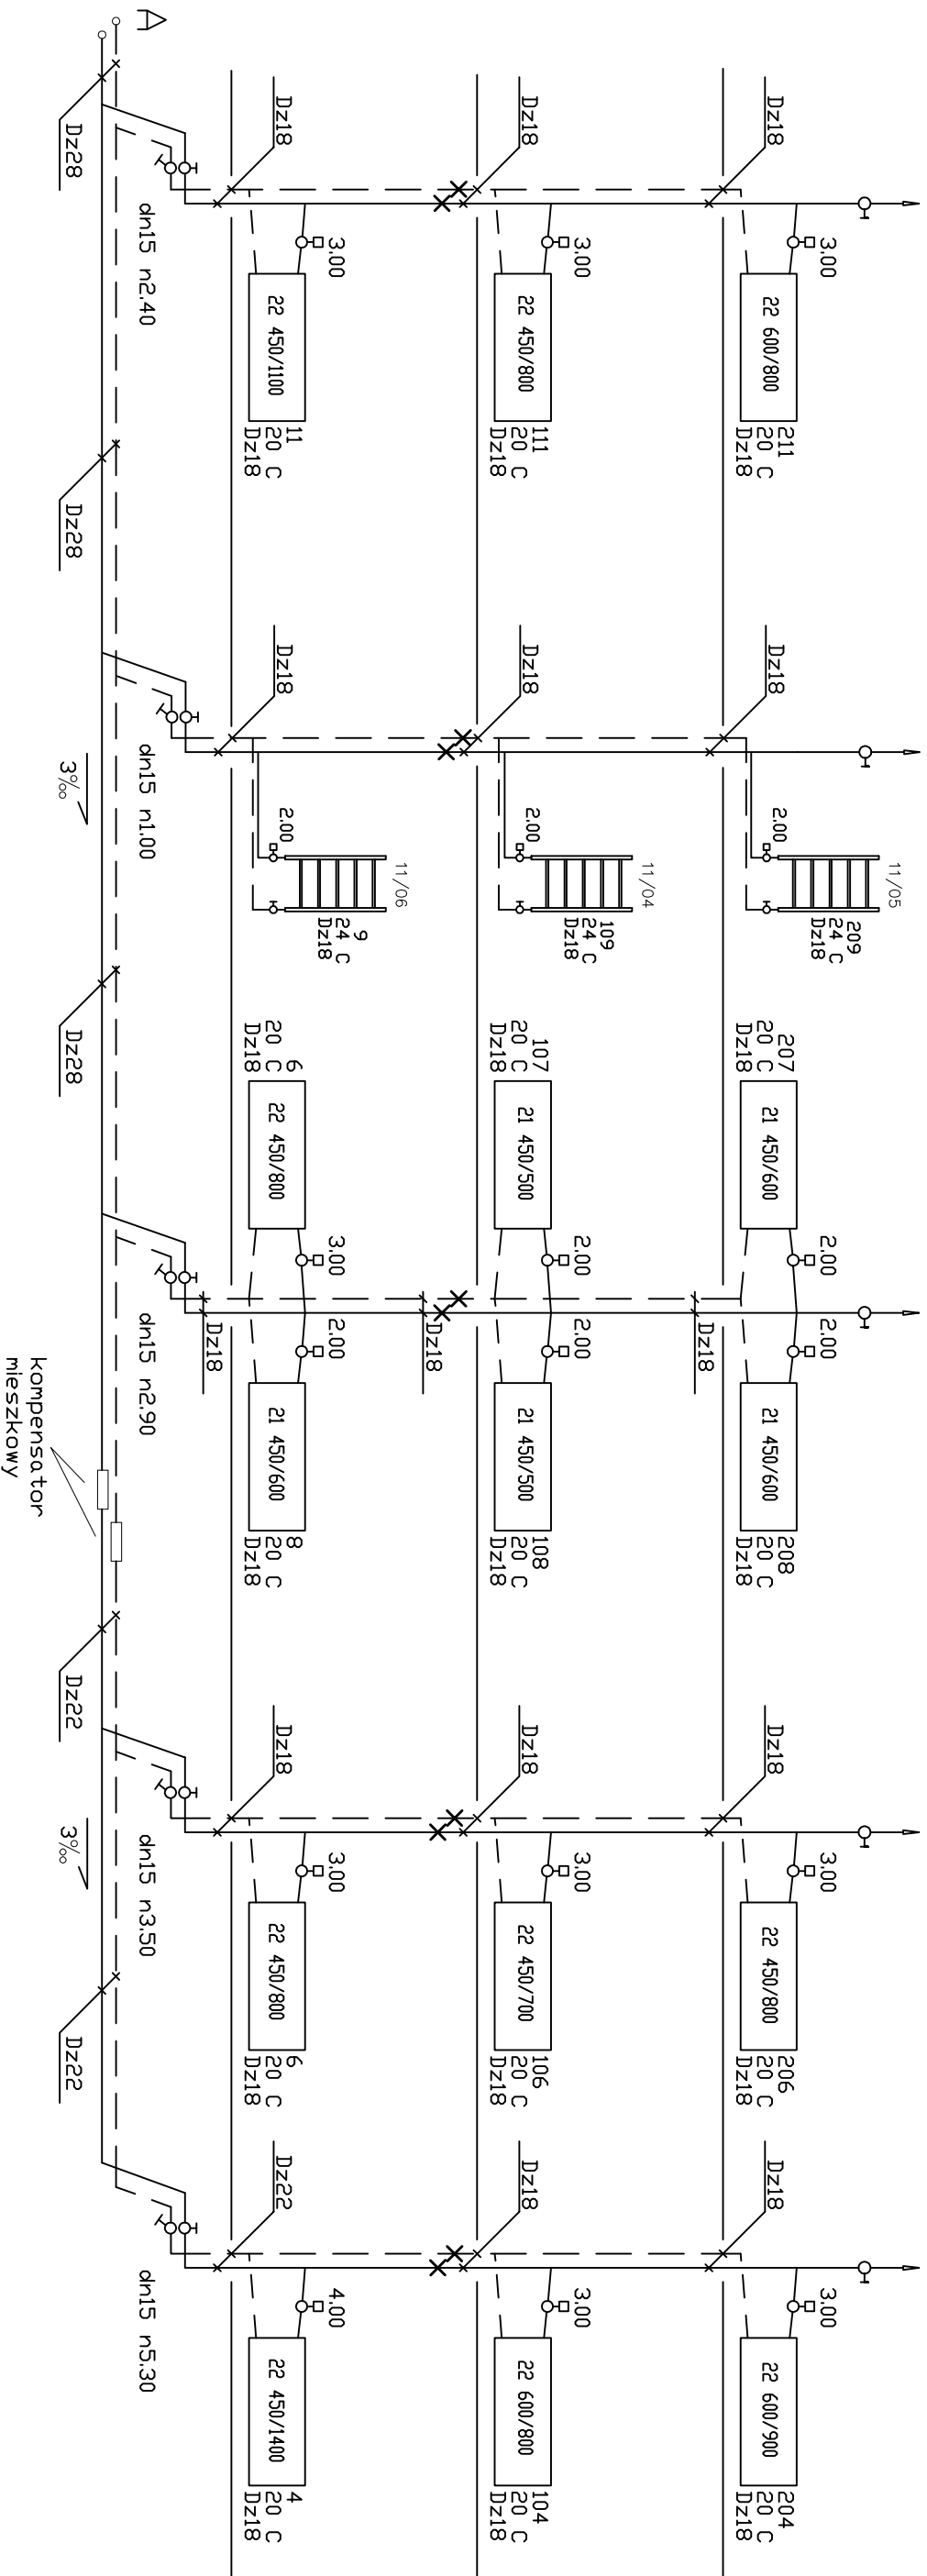 A
Dz28
dn15 n2.40
Dz28
Dz18
Dz18
Dz18
3.00
22 600/800
211
20 C
Dz18
3.00
22 450/800
111
20 C
Dz18
3.00
22 450/1100
11
20 C
Dz18
Dz18
Dz18
Dz18
3‰
dn15 n1.00
Dz28
2.00
11/05
209
24 C
Dz18
2.00
11/04
109
24 C
Dz18
2.00
11/06
9
24 C
Dz18
207
20 C
Dz18
21 450/600
2.00
2.00
21 450/600
208
20 C
Dz18
Dz18
107
20 C
Dz18
21 450/500
2.00
2.00
21 450/500
108
20 C
Dz18
Dz18
6
20 C
Dz18
22 450/800
3.00
2.00
21 450/600
8
20 C
Dz18
Dz18
dn15 n2.90
kompensator
mieszkowy
Dz22
Dz18
Dz18
Dz18
3.00
22 450/800
206
20 C
Dz18
3.00
22 450/700
106
20 C
Dz18
3.00
22 450/800
6
20 C
Dz18
dn15 n3.50
3‰
Dz22
Dz18
Dz18
Dz22
3.00
22 600/900
204
20 C
Dz18
3.00
22 600/800
104
20 C
Dz18
4.00
22 450/1400
4
20 C
Dz18
dn15 n5.30